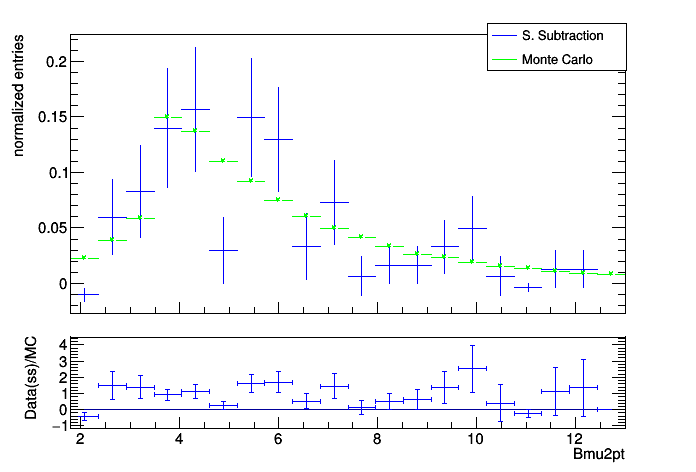 S. Subtraction
Monte Carlo
normalized entries
0.2
0.15
0.1
0.05
0
Data(ss)/MC
4
3
2
1
0
−1
2 4 6 8 10 12
Bmu2pt